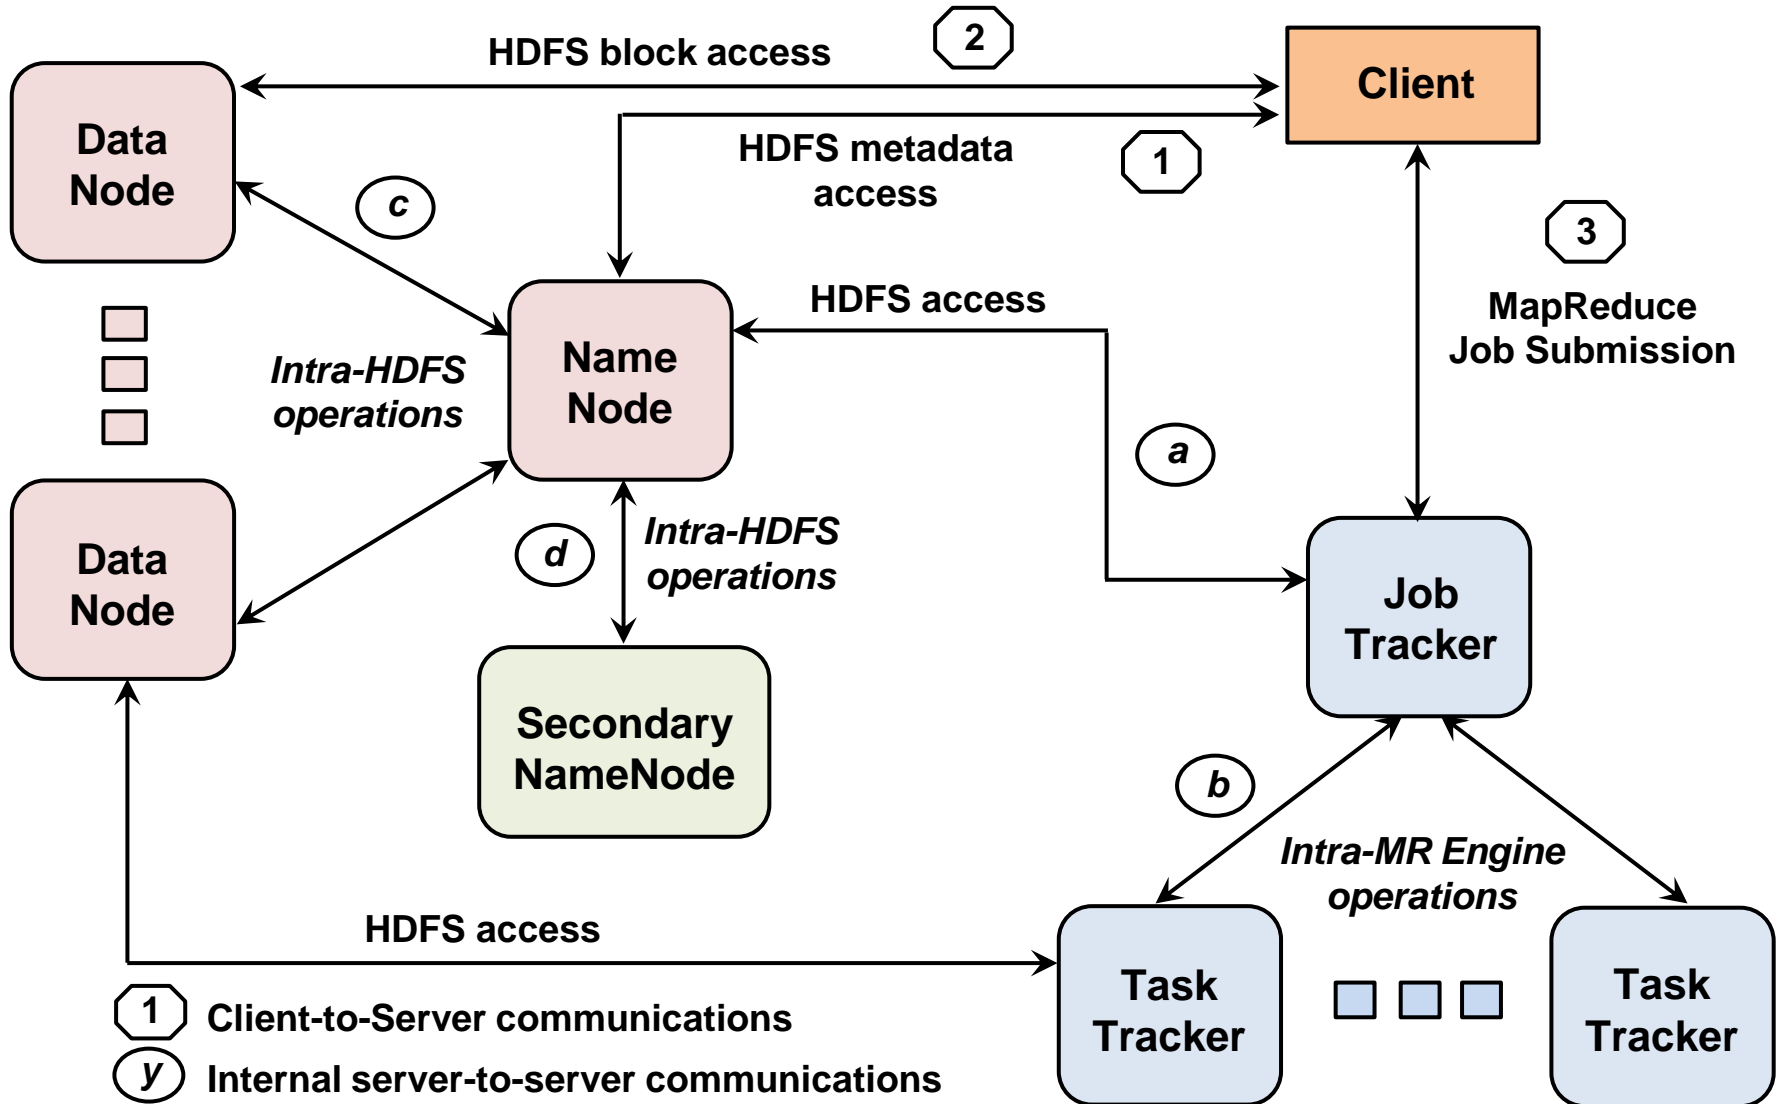 HDFS block access
2
Client
Data
Node
HDFS metadata
access
1
c
3
HDFS access
MapReduce
Job Submission
Intra-HDFS
operations
Name
Node
a
Data
Node
d
Intra-HDFS
operations
Job
Tracker
Secondary
NameNode
b
Intra-MR Engine
operations
HDFS access
Task
Tracker
Task
Tracker
1 Client-to-Server communications
y Internal server-to-server communications